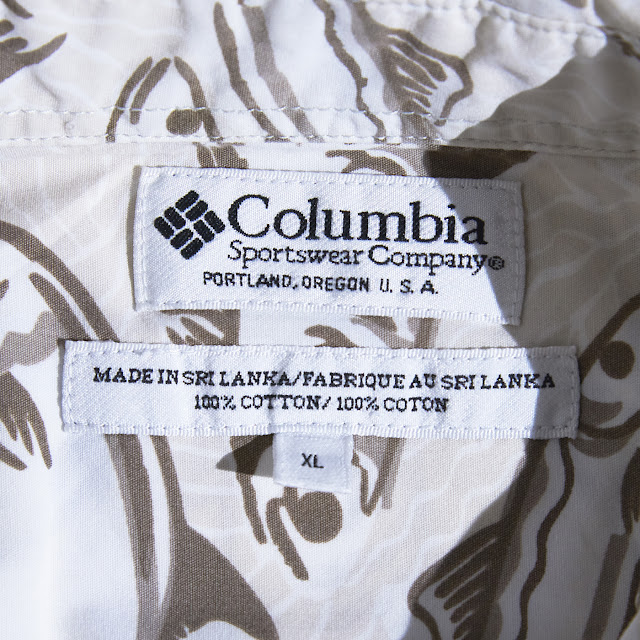 Columbia
Sportswear Company®
PORTLAND, OREGON U.S.A.
MADE IN SRI LANKA/FABRIQUE AU SRI LANKA
100% COTTON/100% COTON
XL